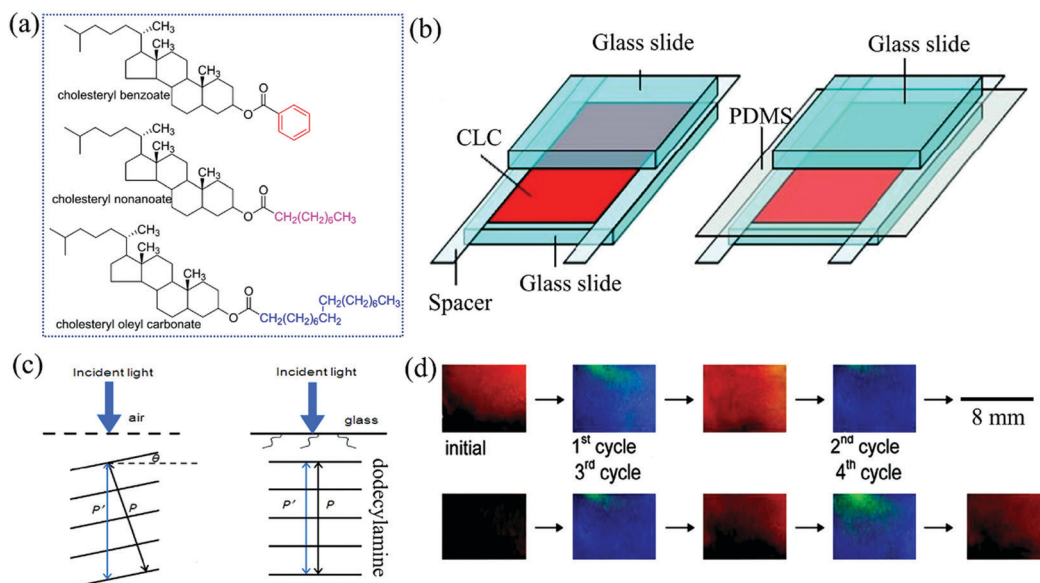 (a)
CH₃
CH₃
CH₃
cholesteryl benzoate
O
O
CH₃
CH₃
CH₃
cholesteryl nonanoate
O
O
CH₂(CH₂)₆CH₃
CH₃
CH₃
CH₃
cholesteryl oleyl carbonate
O
O
CH₂(CH₂)₆CH₃
CH₂(CH₂)₆CH₂
(b)
Glass slide
Glass slide
CLC
PDMS
Glass slide
Spacer
(c)
Incident light
Incident light
air
glass
θ
P'
P
P'
P
dodecylamine
(d)
initial
1st cycle
2nd cycle
8 mm
3rd cycle
4th cycle